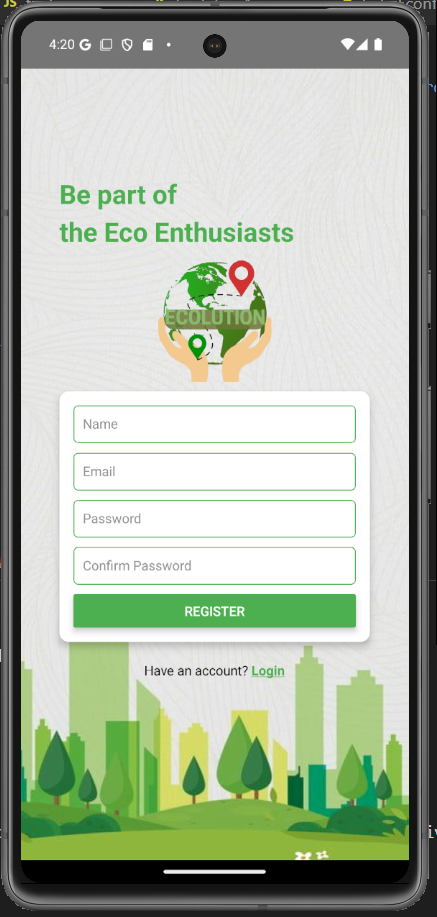 JS
4:20
Be part of
the Eco Enthusiasts
ECOLUTION
Name
Email
Password
Confirm Password
REGISTER
Have an account? Login